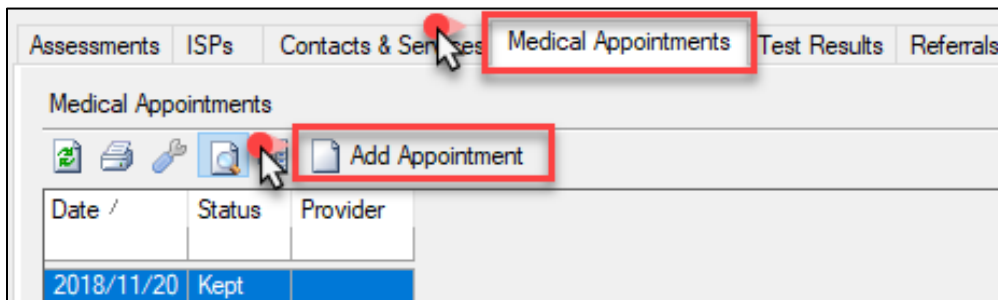 Assessments ISPs Contacts & Services Medical Appointments Test Results Referrals
Medical Appointments
Add Appointment
Date / Status Provider
2018/11/20 Kept